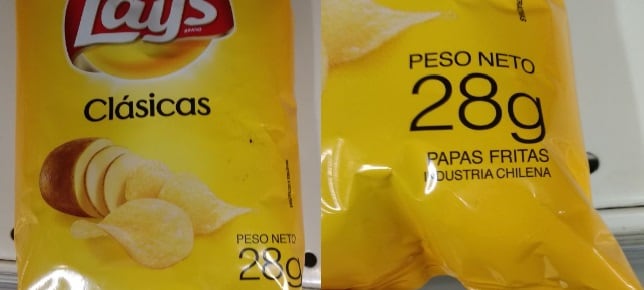 Lay's
Clásicas
PESO NETO
28g
PESO NETO
28g
PAPAS FRITAS
INDUSTRIA CHILENA